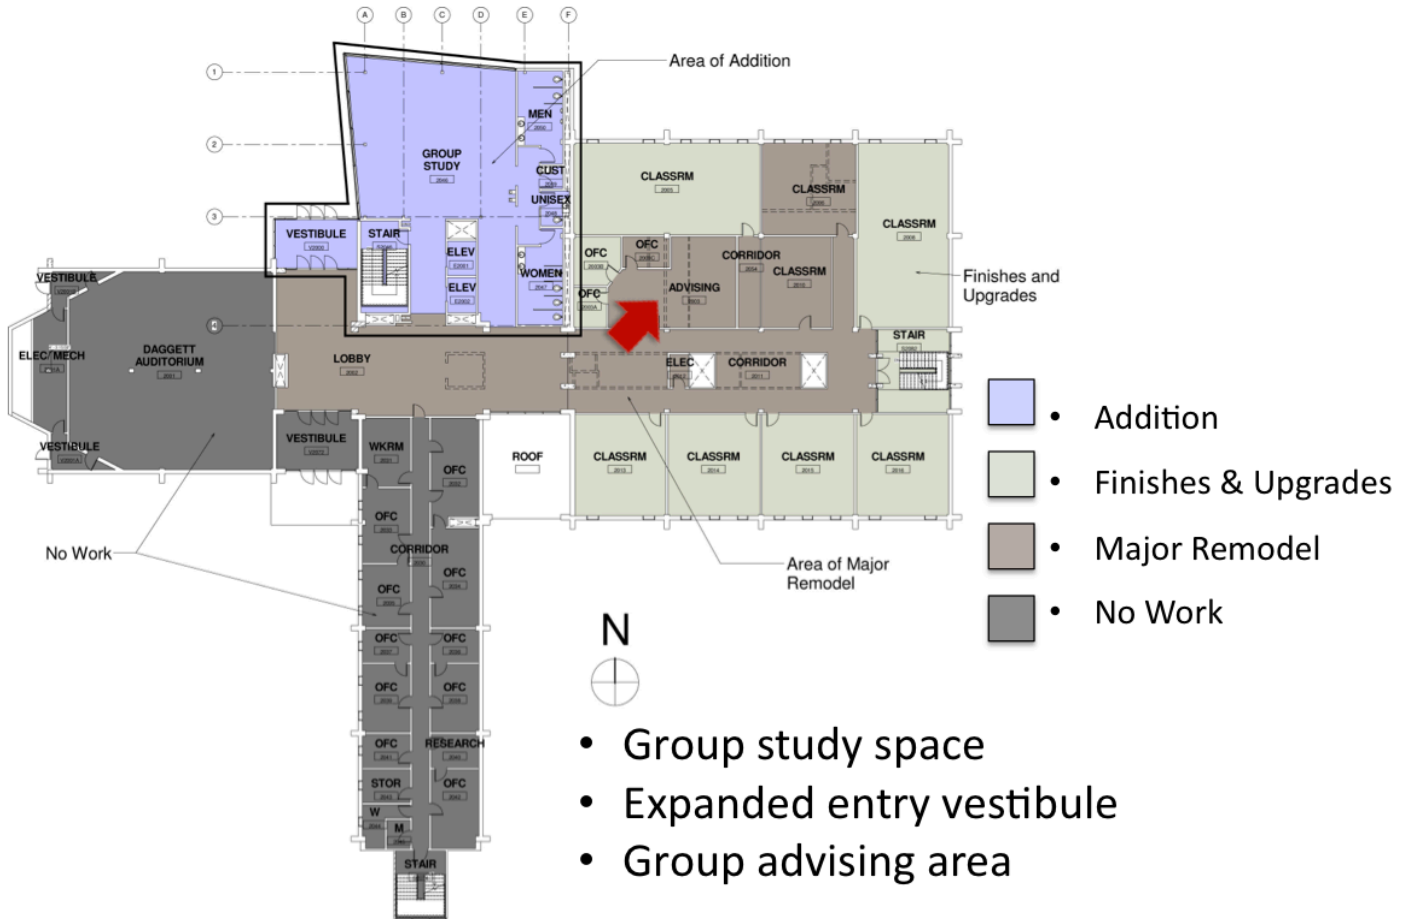 A B C D E F
1
Area of Addition
MEN
2
GROUP
STUDY
CUST
CLASSRM
CLASSRM
UNISEX
3
CLASSRM
VESTIBULE
STAIR
ELEV
OFC
OFC
CORRIDOR
CLASSRM
WOMEN
VESTIBULE
ELEV
OFC
ADVISING
Finishes and
Upgrades
ELEC/MECH
DAGGETT
AUDITORIUM
STAIR
LOBBY
ELEC
CORRIDOR
VESTIBULE
VESTIBULE
WKRM
OFC
ROOF
CLASSRM
CLASSRM
CLASSRM
CLASSRM
OFC
No Work
CORRIDOR
OFC
OFC
Area of Major
Remodel
OFC
OFC
OFC
OFC
OFC
RESEARCH
STOR
OFC
W
M
STAIR
• Addition
• Finishes & Upgrades
• Major Remodel
• No Work
N
• Group study space
• Expanded entry vestibule
• Group advising area